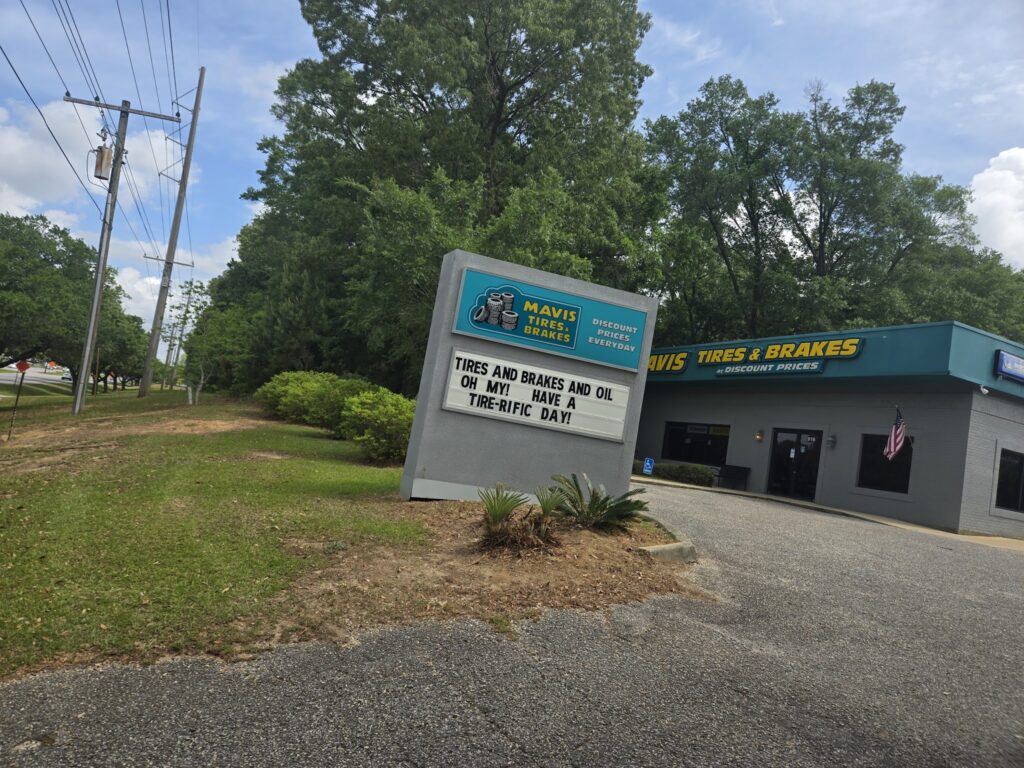 MAVIS
TIRES &
BRAKES
DISCOUNT
PRICES
EVERYDAY
TIRES AND BRAKES AND OIL
OH MY! HAVE A
TIRE-RIFIC DAY!
AVIS TIRES & BRAKES
AT DISCOUNT PRICES